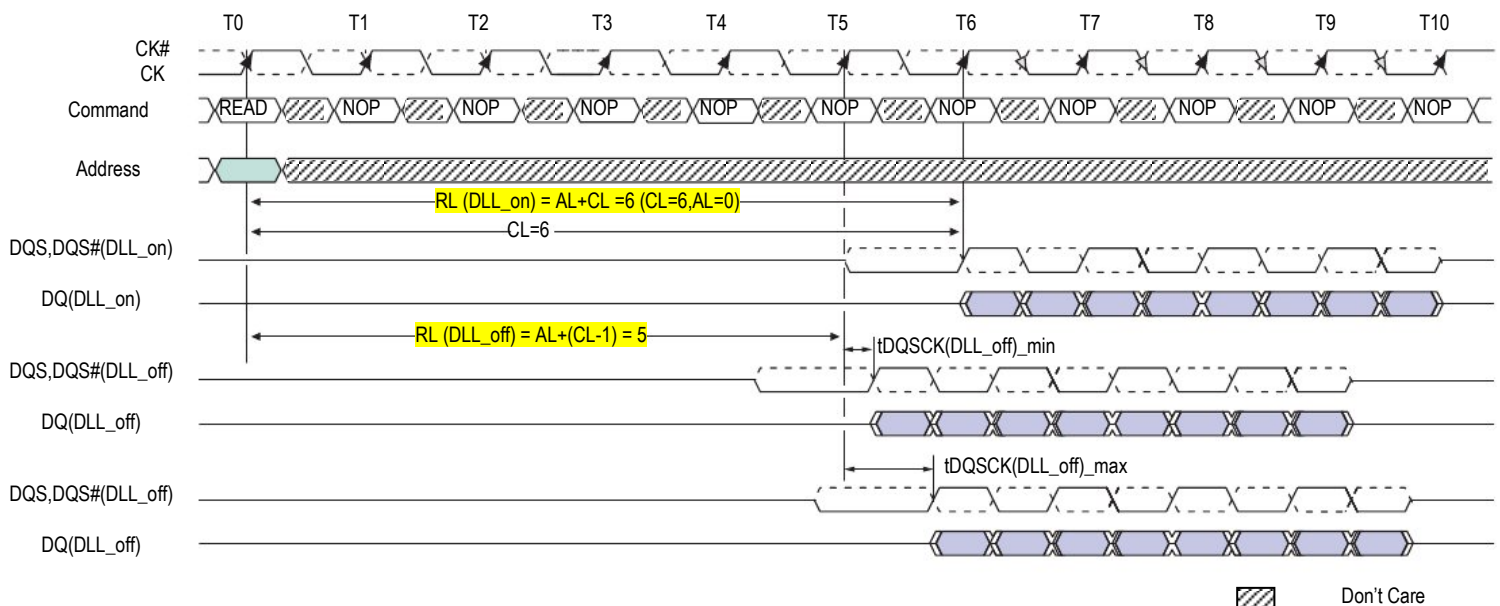 T0 T1 T2 T3 T4 T5 T6 T7 T8 T9 T10
CK#
CK
Command READ NOP NOP NOP NOP NOP NOP NOP NOP NOP NOP
Address
RL (DLL_on) = AL+CL =6 (CL=6,AL=0)
CL=6
DQS,DQS#(DLL_on)
DQ(DLL_on)
RL (DLL_off) = AL+(CL-1) = 5
tDQSCK(DLL_off)_min
DQS,DQS#(DLL_off)
DQ(DLL_off)
tDQSCK(DLL_off)_max
DQS,DQS#(DLL_off)
DQ(DLL_off)
Don't Care